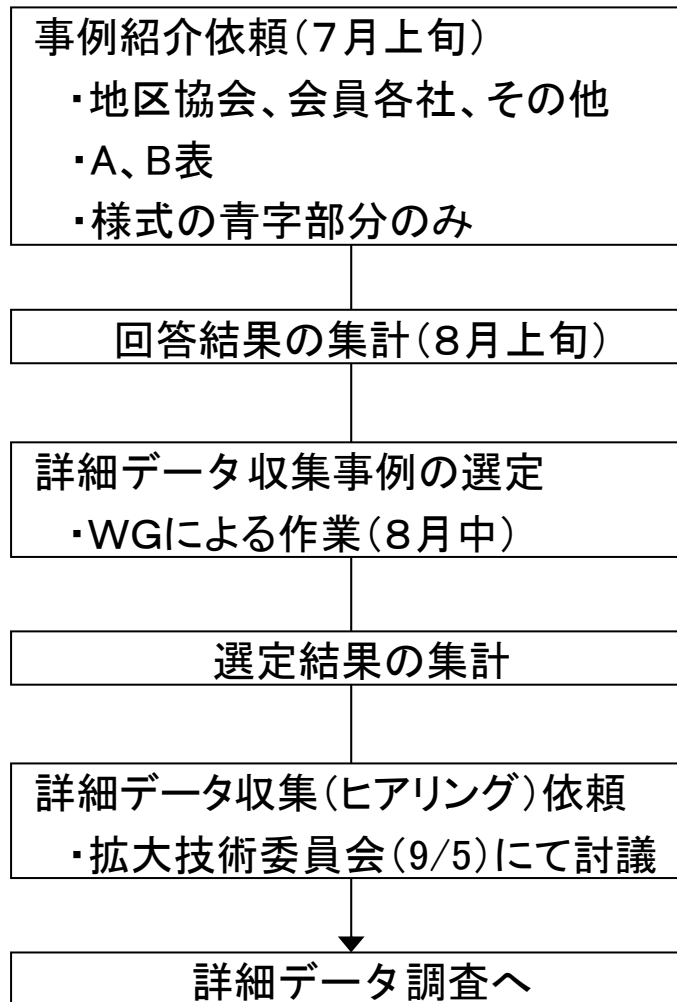 事例紹介依頼(7月上旬)
・地区協会、会員各社、その他
・A、B表
・様式の青字部分のみ
回答結果の集計(8月上旬)
詳細データ収集事例の選定
・WGによる作業(8月中)
選定結果の集計
詳細データ収集(ヒアリング)依頼
・拡大技術委員会(9/5)にて討議
詳細データ調査へ